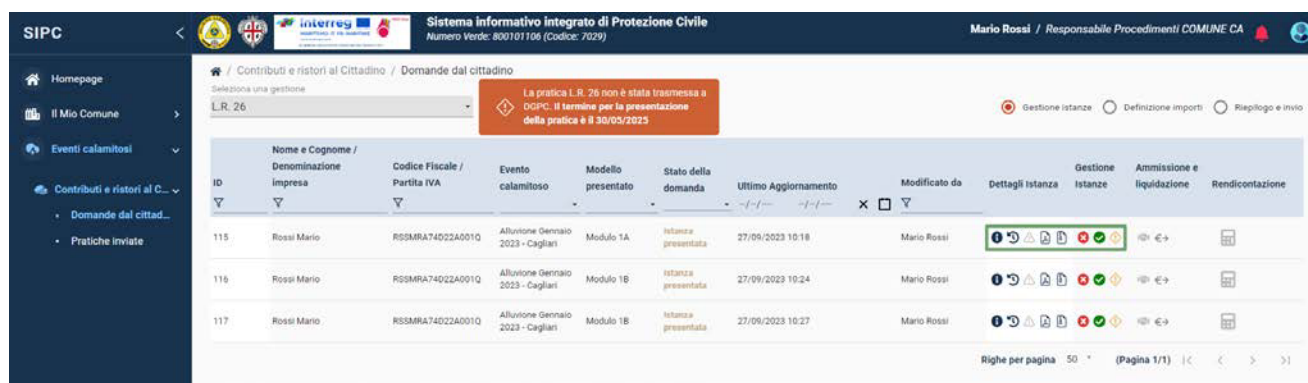 SIPC
Interreg
Sistema informativo integrato di Protezione Civile
Numero Verde: 800101106 (Codice: 7029)
Mario Rossi / Responsabile Procedimenti COMUNE CA
Homepage
Il Mio Comune
Eventi calamitosi
Contributi e ristori al C...
Domande dal cittad...
Pratiche inviate
/ Contributi e ristori al Cittadino / Domande dal cittadino
Seleziona una gestione
L.R. 26
La pratica L.R. 26 non è stata trasmessa a
DGPC. Il termine per la presentazione
della pratica è il 30/05/2025
Gestione istanze Definizione importi Riepilogo e invio
ID
Nome e Cognome /
Denominazione
impresa
Codice Fiscale /
Partita IVA
Evento
calamitoso
Modello
presentato
Stato della
domanda
Ultimo Aggiornamento
--/--/---- --/--/----
Modificato da
Dettagli Istanza
Gestione
Istanze
Ammissione e
liquidazione
Rendicontazione
115 Rossi Mario RSSMRA74D22A001Q Alluvione Gennaio 2023 - Cagliari Modulo 1A Istanza presentata 27/09/2023 10:18 Mario Rossi
116 Rossi Mario RSSMRA74D22A001Q Alluvione Gennaio 2023 - Cagliari Modulo 1B Istanza presentata 27/09/2023 10:24 Mario Rossi
117 Rossi Mario RSSMRA74D22A001Q Alluvione Gennaio 2023 - Cagliari Modulo 1B Istanza presentata 27/09/2023 10:27 Mario Rossi
Righe per pagina 50 (Pagina 1/1)